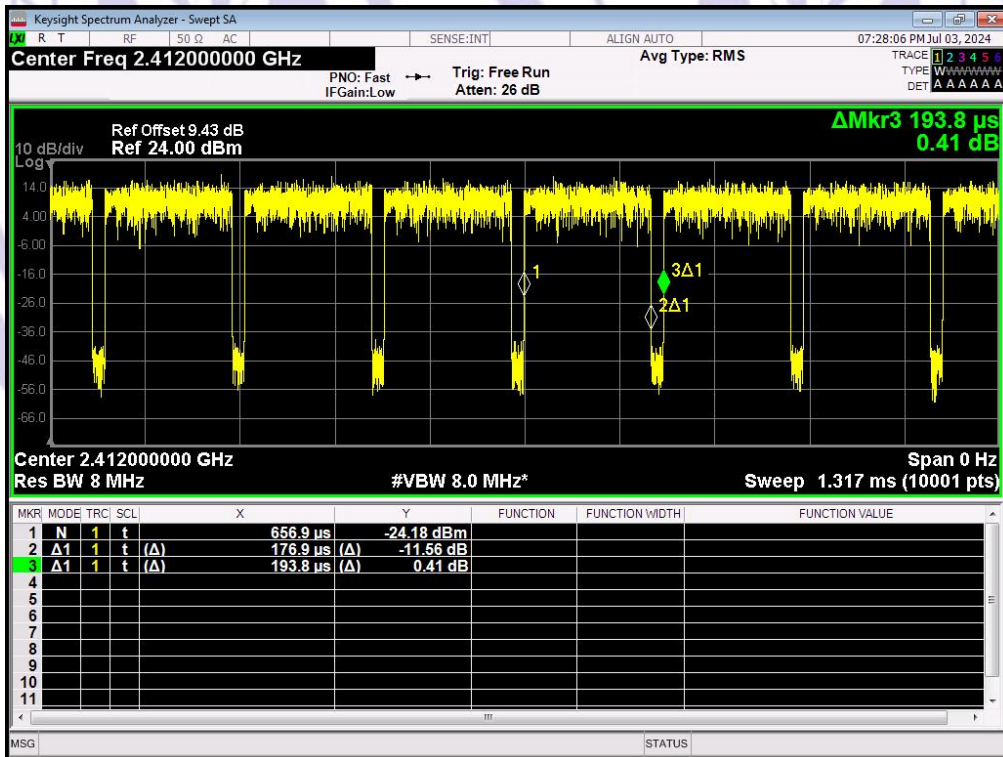 Keysight Spectrum Analyzer - Swept SA
LXI R T RF 50 Ω AC SENSE:INT ALIGN AUTO 07:28:06 PM Jul 03, 2024
Center Freq 2.412000000 GHz
PNO: Fast
IFGain:Low
Trig: Free Run
Atten: 26 dB
Avg Type: RMS
TRACE 1 2 3 4 5 6
TYPE WWWWWW
DET A A A A A A
ΔMkr3 193.8 µs
0.41 dB
Ref Offset 9.43 dB
10 dB/div Ref 24.00 dBm
Log
14.0
4.00
-6.00
-16.0
-26.0
-36.0
-46.0
-56.0
-66.0
1
3Δ1
2Δ1
Center 2.412000000 GHz Span 0 Hz
Res BW 8 MHz #VBW 8.0 MHz* Sweep 1.317 ms (10001 pts)
MKR MODE TRC SCL X Y FUNCTION FUNCTION WIDTH FUNCTION VALUE
1 N 1 t 656.9 µs -24.18 dBm
2 Δ1 1 t (Δ) 176.9 µs (Δ) -11.56 dB
3 Δ1 1 t (Δ) 193.8 µs (Δ) 0.41 dB
4
5
6
7
8
9
10
11
MSG STATUS